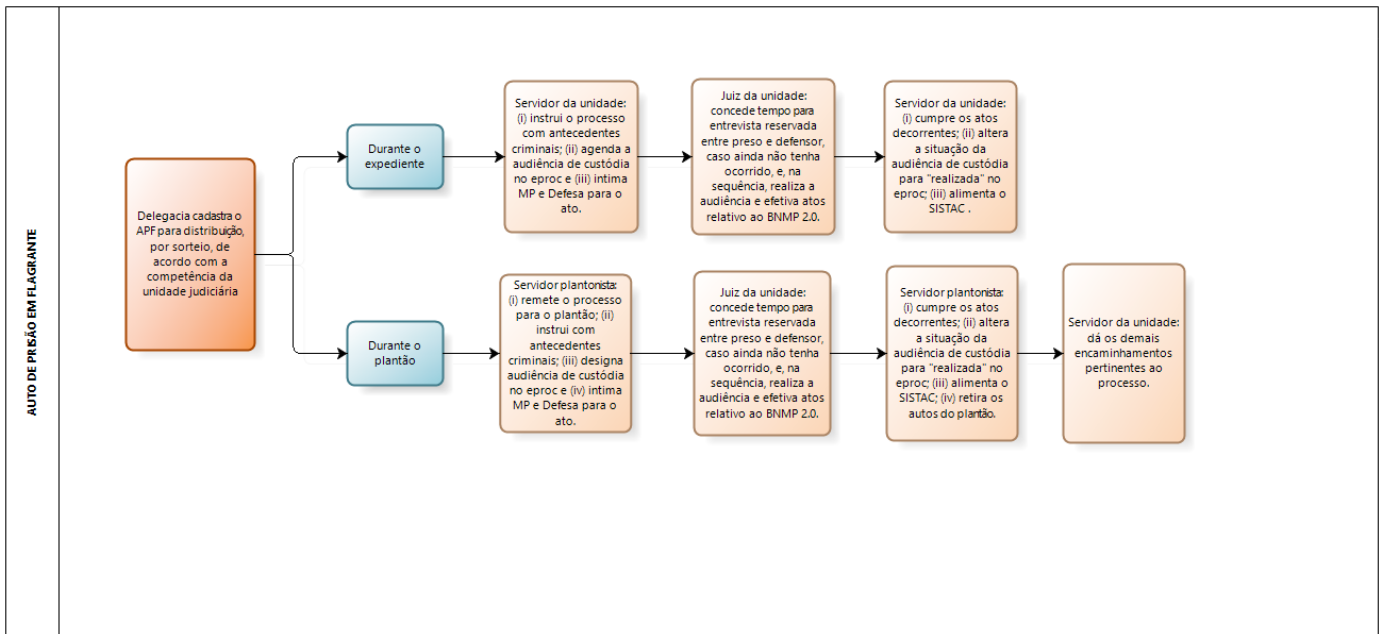 AUTO DE PRISÃO EM FLAGRANTE
Delegacia cadastra o
APF para distribuição,
por sorteio, de
acordo com a
competência da
unidade judiciária
Durante o
expediente
Servidor da unidade:
(i) instrui o processo
com antecedentes
criminais; (ii) agenda a
audiência de custódia
no eproc e (iii) intima
MP e Defesa para o
ato.
Juiz da unidade:
concede tempo para
entrevista reservada
entre preso e defensor,
caso ainda não tenha
ocorrido, e, na
sequência, realiza a
audiência e efetiva atos
relativo ao BNMP 2.0.
Servidor da unidade:
(i) cumpre os atos
decorrentes; (ii) altera
a situação da
audiência de custódia
para "realizada" no
eproc; (iii) alimenta o
SISTAC .
Durante o
plantão
Servidor plantonista:
(i) remete o processo
para o plantão; (ii)
instrui com
antecedentes
criminais; (iii) designa
audiência de custódia
no eproc e (iv) intima
MP e Defesa para o
ato.
Juiz da unidade:
concede tempo para
entrevista reservada
entre preso e defensor,
caso ainda não tenha
ocorrido, e, na
sequência, realiza a
audiência e efetiva atos
relativo ao BNMP 2.0.
Servidor plantonista:
(i) cumpre os atos
decorrentes; (ii) altera
a situação da
audiência de custódia
para "realizada" no
eproc; (iii) alimenta o
SISTAC; (iv) retira os
autos do plantão.
Servidor da unidade:
dá os demais
encaminhamentos
pertinentes ao
processo.